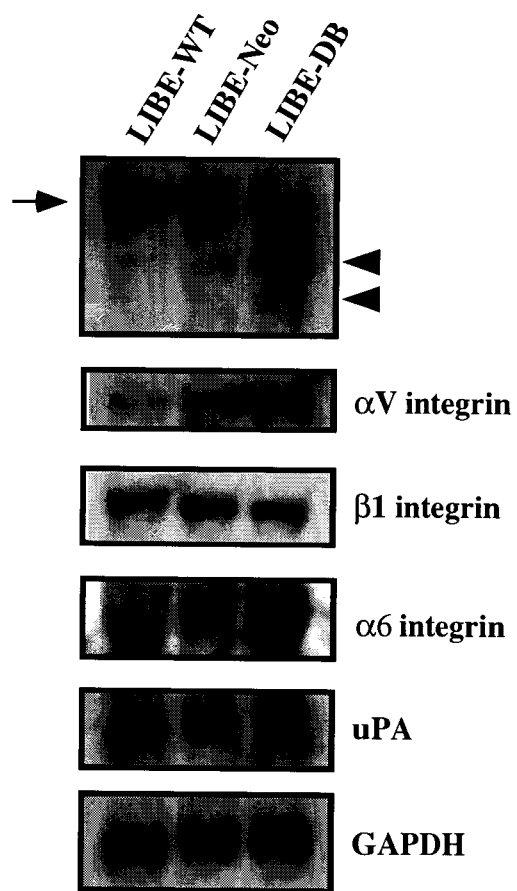 LIBE-WT
LIBE-Neo
LIBE-DB
αV integrin
β1 integrin
α6 integrin
uPA
GAPDH